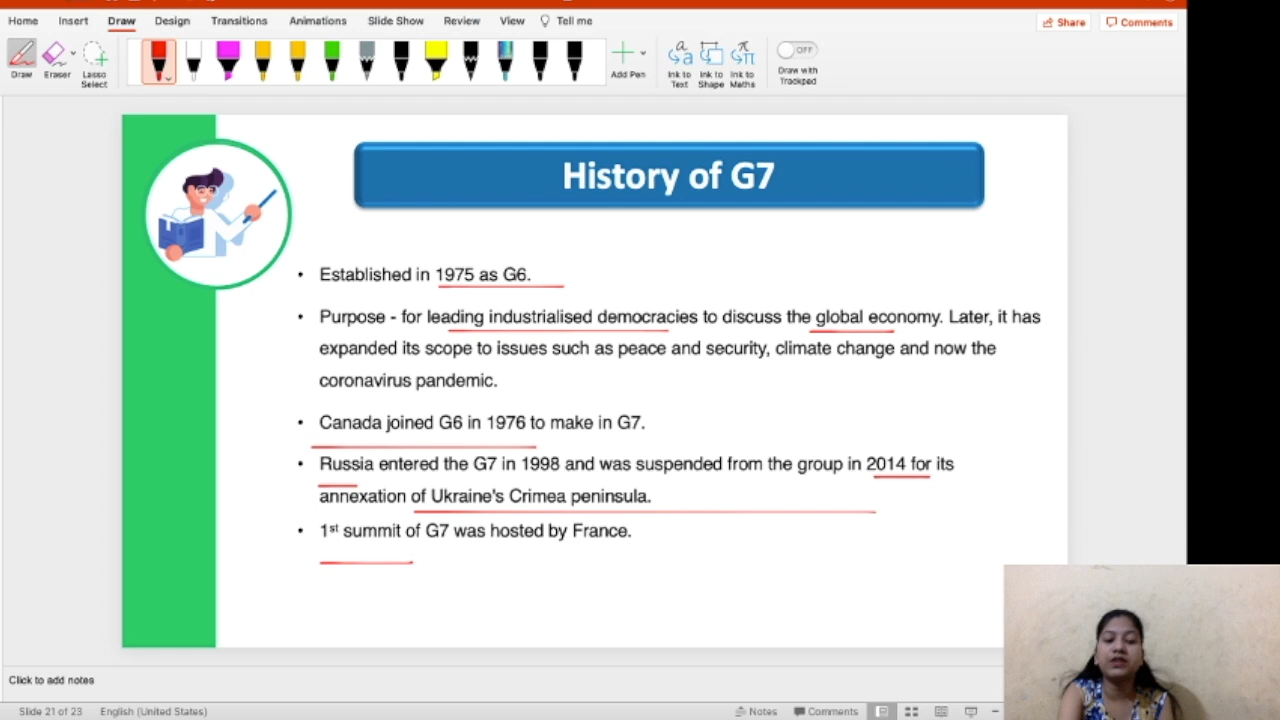 Home Insert Draw Design Transitions Animations Slide Show Review View Tell me Share Comments
Draw Eraser Lasso Select Add Pen Ink to Text Ink to Shape Ink to Maths OFF Draw with Trackpad
History of G7
• Established in 1975 as G6.
• Purpose - for leading industrialised democracies to discuss the global economy. Later, it has
expanded its scope to issues such as peace and security, climate change and now the
coronavirus pandemic.
• Canada joined G6 in 1976 to make in G7.
• Russia entered the G7 in 1998 and was suspended from the group in 2014 for its
annexation of Ukraine's Crimea peninsula.
• 1st summit of G7 was hosted by France.
Click to add notes
Slide 21 of 23 English (United States) Notes Comments